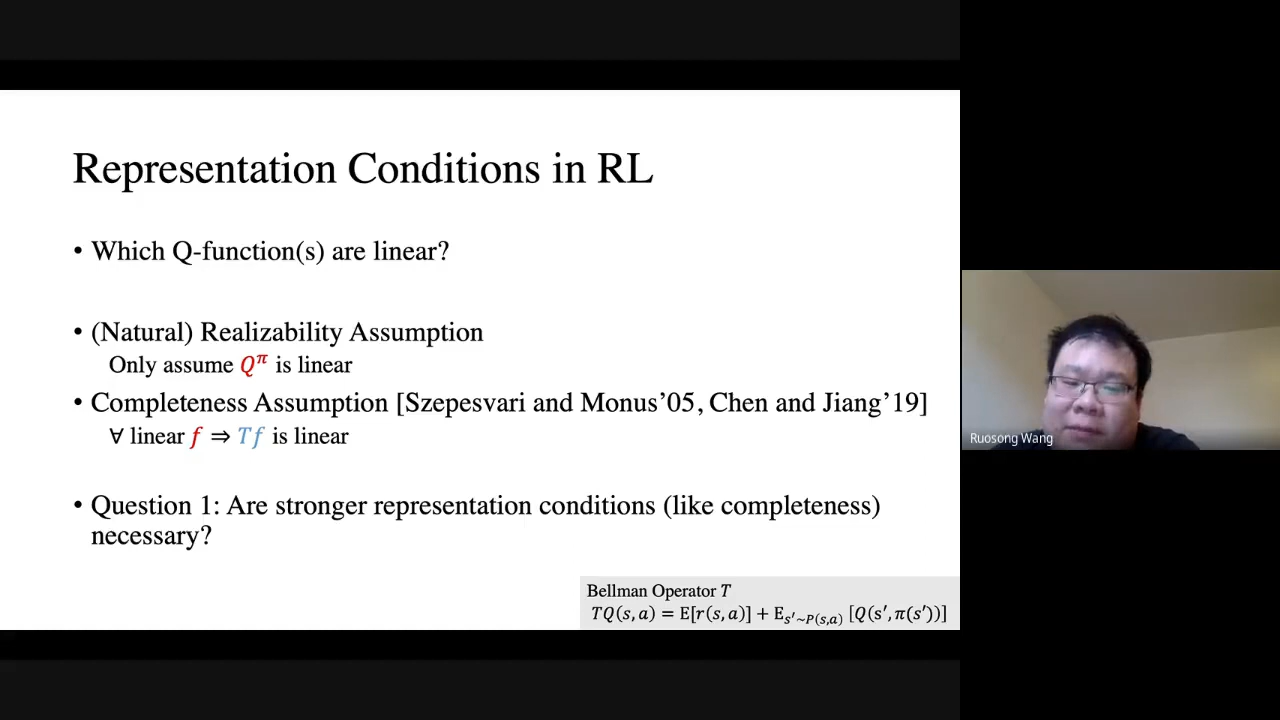 Representation Conditions in RL
• Which Q-function(s) are linear?
• (Natural) Realizability Assumption
Only assume Q^π is linear
• Completeness Assumption [Szepesvari and Monus’05, Chen and Jiang’19]
∀ linear f ⇒ Tf is linear
• Question 1: Are stronger representation conditions (like completeness)
necessary?
Bellman Operator T
TQ(s, a) = E[r(s, a)] + E_{s′~P(s,a)} [Q(s′, π(s′))]
Ruosong Wang